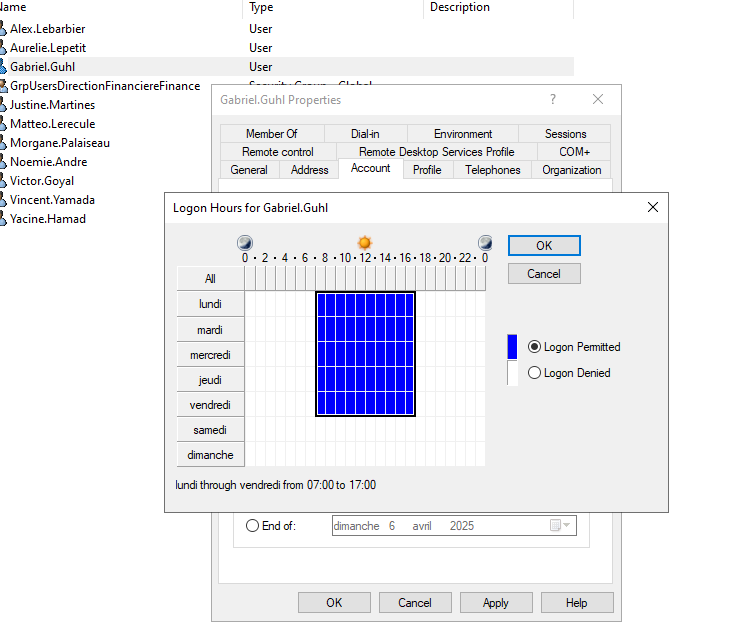 Name Type Description
Alex.Lebarbier User
Aurelie.Lepetit User
Gabriel.Guhl User
GrpUsersDirectionFinanciereFinance Security Group - Global
Justine.Martines
Matteo.Lerecule
Morgane.Palaiseau
Noemie.Andre
Victor.Goyal
Vincent.Yamada
Yacine.Hamad
Gabriel.Guhl Properties ? ×
Member Of Dial-in Environment Sessions
Remote control Remote Desktop Services Profile COM+
General Address Account Profile Telephones Organization
Logon Hours for Gabriel.Guhl ×
0 · 2 · 4 · 6 · 8 · 10 · 12 · 14 · 16 · 18 · 20 · 22 · 0
All
lundi
mardi
mercredi
jeudi
vendredi
samedi
dimanche
OK
Cancel
Logon Permitted
Logon Denied
lundi through vendredi from 07:00 to 17:00
End of: dimanche 6 avril 2025
OK Cancel Apply Help